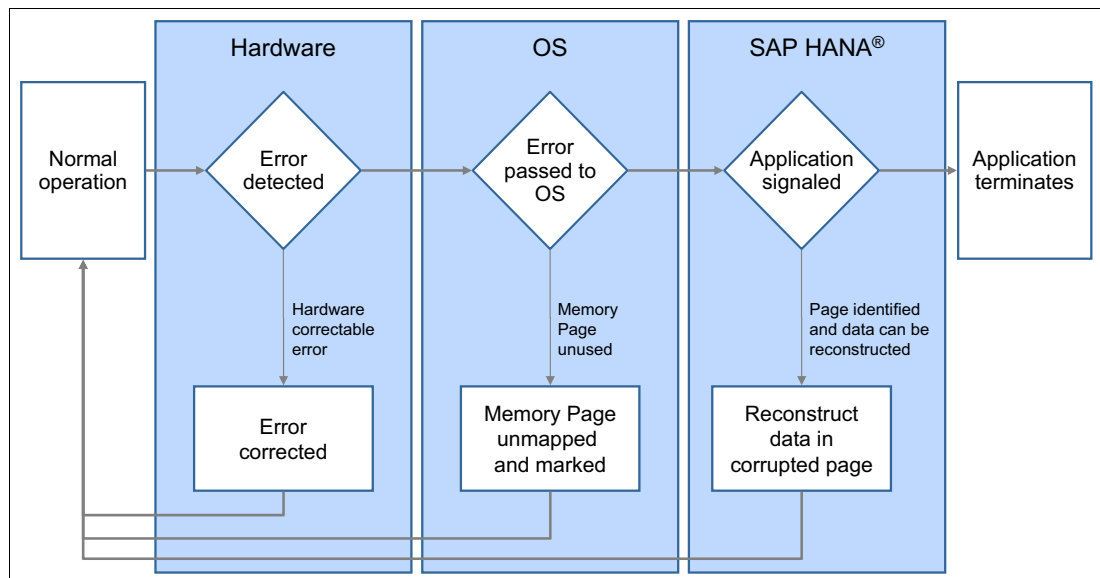 Hardware
OS
SAP HANA®
Normal
operation
Error
detected
Error
passed to
OS
Application
signaled
Application
terminates
Hardware
correctable
error
Memory
Page
unused
Page identified
and data can be
reconstructed
Error
corrected
Memory Page
unmapped
and marked
Reconstruct
data in
corrupted page